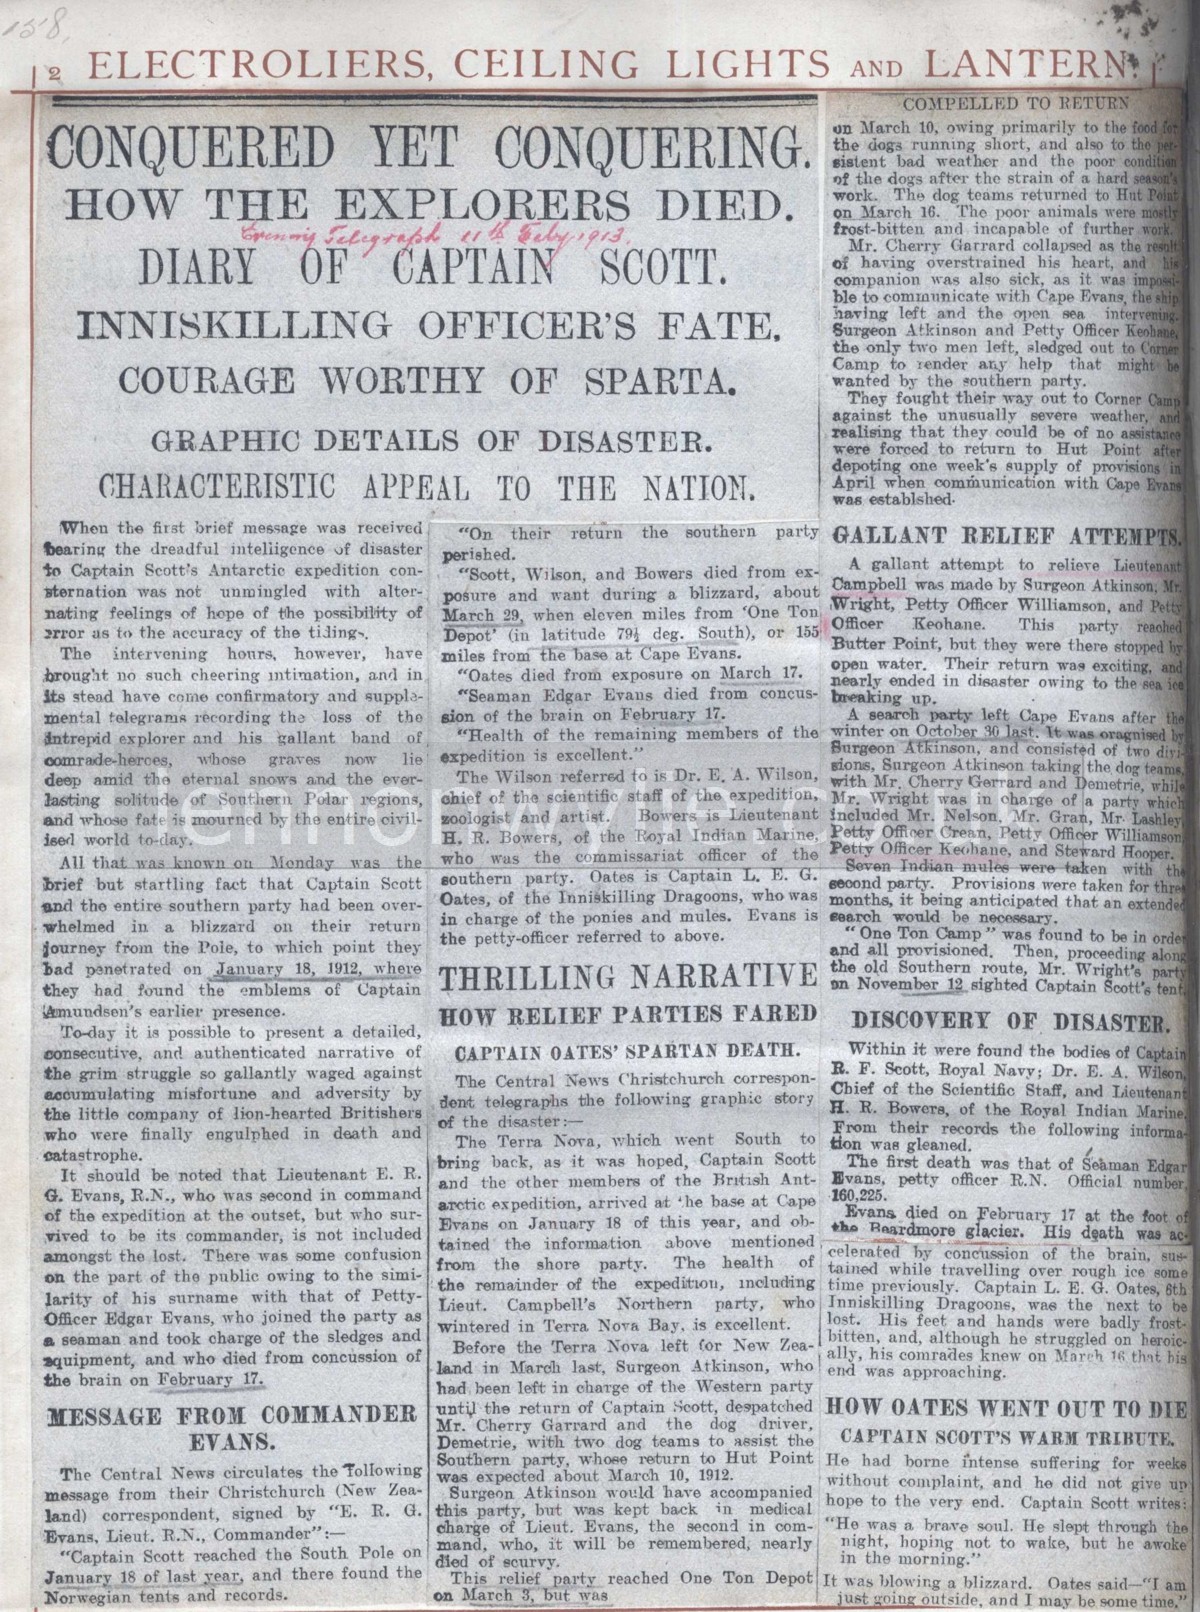 158.
2 ELECTROLIERS, CEILING LIGHTS AND LANTERN
CONQUERED YET CONQUERING.
HOW THE EXPLORERS DIED.
Evening Telegraph 11th Feby 1913.
DIARY OF CAPTAIN SCOTT.
INNISKILLING OFFICER'S FATE.
COURAGE WORTHY OF SPARTA.
GRAPHIC DETAILS OF DISASTER.
CHARACTERISTIC APPEAL TO THE NATION.
When the first brief message was received
bearing the dreadful intelligence of disaster
to Captain Scott's Antarctic expedition con-
sternation was not unmingled with alter-
nating feelings of hope of the possibility of
error as to the accuracy of the tidings.
The intervening hours, however, have
brought no such cheering intimation, and in
its stead have come confirmatory and supple-
mental telegrams recording the loss of the
intrepid explorer and his gallant band of
comrade-heroes, whose graves now lie
deep amid the eternal snows and the ever-
lasting solitude of Southern Polar regions,
and whose fate is mourned by the entire civil-
ised world to-day.
All that was known on Monday was the
brief but startling fact that Captain Scott
and the entire southern party had been over-
whelmed in a blizzard on their return
journey from the Pole, to which point they
had penetrated on January 18, 1912, where
they had found the emblems of Captain
Amundsen's earlier presence.
To-day it is possible to present a detailed,
consecutive, and authenticated narrative of
the grim struggle so gallantly waged against
accumulating misfortune and adversity by
the little company of lion-hearted Britishers
who were finally engulphed in death and
catastrophe.
It should be noted that Lieutenant E. R.
G. Evans, R.N., who was second in command
of the expedition at the outset, but who sur-
vived to be its commander, is not included
amongst the lost. There was some confusion
on the part of the public owing to the simi-
larity of his surname with that of Petty-
Officer Edgar Evans, who joined the party as
a seaman and took charge of the sledges and
equipment, and who died from concussion of
the brain on February 17.
MESSAGE FROM COMMANDER
EVANS.
The Central News circulates the following
message from their Christchurch (New Zea-
land) correspondent, signed by "E. R. G.
Evans, Lieut. R.N., Commander":—
"Captain Scott reached the South Pole on
January 18 of last year, and there found the
Norwegian tents and records.
"On their return the southern party
perished.
"Scott, Wilson, and Bowers died from ex-
posure and want during a blizzard, about
March 29, when eleven miles from 'One Ton
Depot' (in latitude 79½ deg. South), or 155
miles from the base at Cape Evans.
"Oates died from exposure on March 17.
"Seaman Edgar Evans died from concus-
sion of the brain on February 17.
"Health of the remaining members of the
expedition is excellent."
The Wilson referred to is Dr. E. A. Wilson,
chief of the scientific staff of the expedition,
zoologist and artist. Bowers is Lieutenant
H. R. Bowers, of the Royal Indian Marine,
who was the commissariat officer of the
southern party. Oates is Captain L. E. G.
Oates, of the Inniskilling Dragoons, who was
in charge of the ponies and mules. Evans is
the petty-officer referred to above.
THRILLING NARRATIVE
HOW RELIEF PARTIES FARED
CAPTAIN OATES' SPARTAN DEATH.
The Central News Christchurch correspon-
dent telegraphs the following graphic story
of the disaster:—
The Terra Nova, which went South to
bring back, as it was hoped, Captain Scott
and the other members of the British Ant-
arctic expedition, arrived at 'he base at Cape
Evans on January 18 of this year, and ob-
tained the information above mentioned
from the shore party. The health of
the remainder of the expedition, including
Lieut. Campbell's Northern party, who
wintered in Terra Nova Bay, is excellent.
Before the Terra Nova left for New Zea-
land in March last, Surgeon Atkinson, who
had been left in charge of the Western party
until the return of Captain Scott, despatched
Mr. Cherry Garrard and the dog driver,
Demetrie, with two dog teams to assist the
Southern party, whose return to Hut Point
was expected about March 10, 1912.
Surgeon Atkinson would have accompanied
this party, but was kept back in medical
charge of Lieut. Evans, the second in com-
mand, who, it will be remembered, nearly
died of scurvy.
This relief party reached One Ton Depot
on March 3, but was
COMPELLED TO RETURN
on March 10, owing primarily to the food for
the dogs running short, and also to the per-
sistent bad weather and the poor condition
of the dogs after the strain of a hard season's
work. The dog teams returned to Hut Point
on March 16. The poor animals were mostly
frost-bitten and incapable of further work.
Mr. Cherry Garrard collapsed as the result
of having overstrained his heart, and his
companion was also sick, as it was impossi-
ble to communicate with Cape Evans, the ship
having left and the open sea intervening.
Surgeon Atkinson and Petty Officer Keohane,
the only two men left, sledged out to Corner
Camp to render any help that might be
wanted by the southern party.
They fought their way out to Corner Camp
against the unusually severe weather, and
realising that they could be of no assistance
were forced to return to Hut Point after
depoting one week's supply of provisions in
April when communication with Cape Evans
was establshed.
GALLANT RELIEF ATTEMPTS.
A gallant attempt to relieve Lieutenant
Campbell was made by Surgeon Atkinson, Mr.
Wright, Petty Officer Williamson, and Petty
Officer Keohane. This party reached
Butter Point, but they were there stopped by
open water. Their return was exciting, and
nearly ended in disaster owing to the sea ice
breaking up.
A search party left Cape Evans after the
winter on October 30 last. It was oragnised by
Surgeon Atkinson, and consisted of two divi-
sions, Surgeon Atkinson taking the dog teams,
with Mr. Cherry Gerrard and Demetrie, while
Mr. Wright was in charge of a party which
included Mr. Nelson, Mr. Gran, Mr. Lashley,
Petty Officer Crean, Petty Officer Williamson,
Petty Officer Keohane, and Steward Hooper.
Seven Indian mules were taken with the
second party. Provisions were taken for three
months, it being anticipated that an extended
search would be necessary.
"One Ton Camp" was found to be in order
and all provisioned. Then, proceeding along
the old Southern route, Mr. Wright's party
on November 12 sighted Captain Scott's tent.
DISCOVERY OF DISASTER.
Within it were found the bodies of Captain
R. F. Scott, Royal Navy; Dr. E. A. Wilson,
Chief of the Scientific Staff, and Lieutenant
H. R. Bowers, of the Royal Indian Marine.
From their records the following informa-
tion was gleaned.
The first death was that of Seaman Edgar
Evans, petty officer R.N. Official number,
160,225.
Evans died on February 17 at the foot of
the Beardmore glacier. His death was ac-
celerated by concussion of the brain, sus-
tained while travelling over rough ice some
time previously. Captain L. E. G. Oates, 6th
Inniskilling Dragoons, was the next to be
lost. His feet and hands were badly frost-
bitten, and, although he struggled on heroic-
ally, his comrades knew on March 16 that his
end was approaching.
HOW OATES WENT OUT TO DIE
CAPTAIN SCOTT'S WARM TRIBUTE.
He had borne intense suffering for weeks
without complaint, and he did not give up
hope to the very end. Captain Scott writes:
"He was a brave soul. He slept through the
night, hoping not to wake, but he awoke
in the morning."
It was blowing a blizzard. Oates said—"I am
just going outside, and I may be some time."